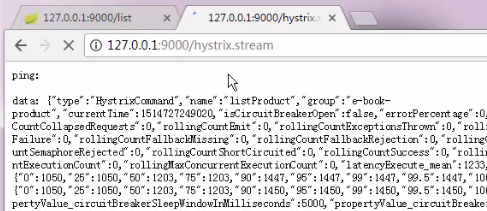 127.0.0.1:9000/list
127.0.0.1:9000/hystrix.s
127.0.0.1:9000/hystrix.stream
ping:
data: {"type":"HystrixCommand","name":"listProduct","group":"e-book-
product","currentTime":1514727249020,"isCircuitBreakerOpen":false,"errorPercentage":0,
CountCollapsedRequests":0,"rollingCountEmit":0,"rollingCountExceptionsThrown":0,"rolli
Failure":0,"rollingCountFallbackMissing":0,"rollingCountFallbackRejection":0,"rollingC
untSemaphoreRejected":0,"rollingCountShortCircuited":0,"rollingCountSuccess":0,"rollin
ntExecutionCount":0,"rollingMaxConcurrentExecutionCount":0,"latencyExecute_mean":1233,
{"0":1050,"25":1050,"50":1203,"75":1203,"90":1447,"95":1447,"99":1447,"99.5":1447,"100
{"0":1050,"25":1050,"50":1203,"75":1203,"90":1450,"95":1450,"99":1450,"99.5":1450,"100
pertyValue_circuitBreakerSleepWindowInMilliseconds":5000,"propertyValue_circuitBreaker